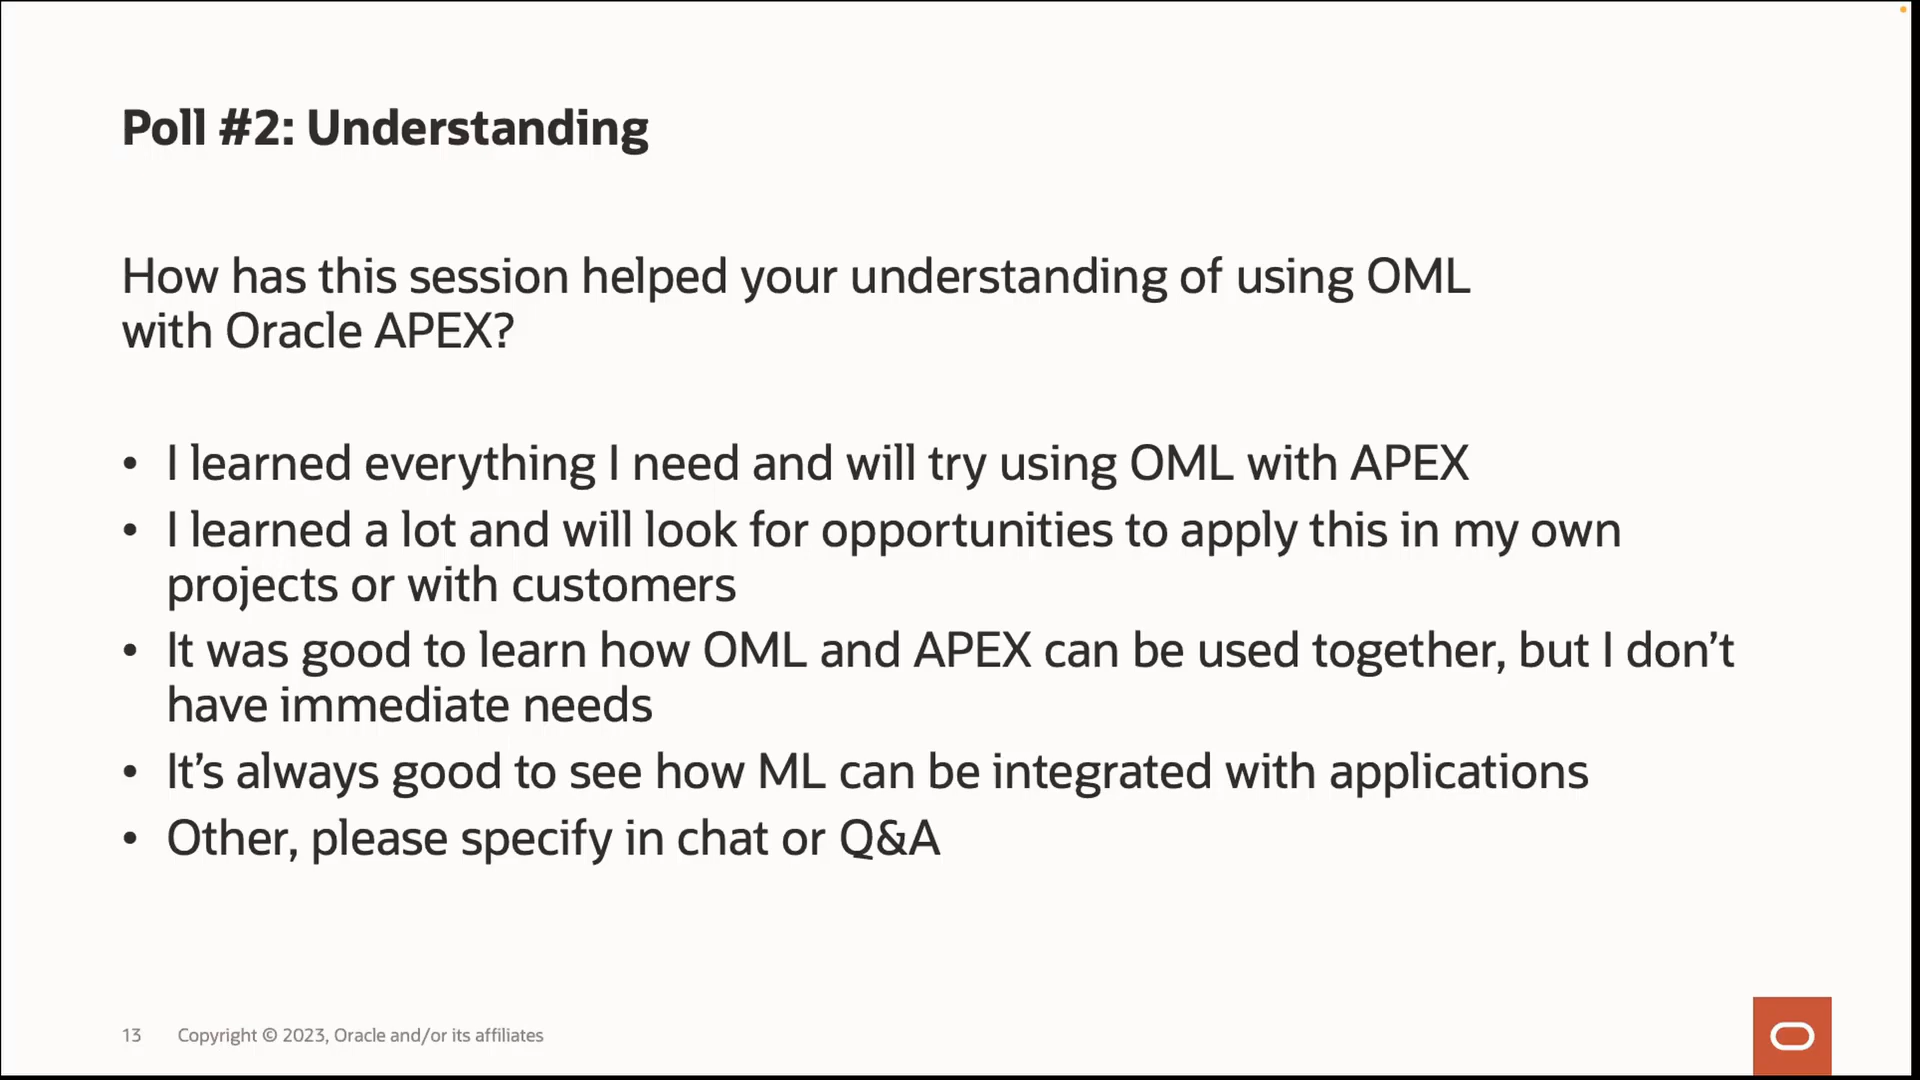 Poll #2: Understanding
How has this session helped your understanding of using OML
with Oracle APEX?
• I learned everything I need and will try using OML with APEX
• I learned a lot and will look for opportunities to apply this in my own
projects or with customers
• It was good to learn how OML and APEX can be used together, but I don’t
have immediate needs
• It’s always good to see how ML can be integrated with applications
• Other, please specify in chat or Q&A
13 Copyright © 2023, Oracle and/or its affiliates